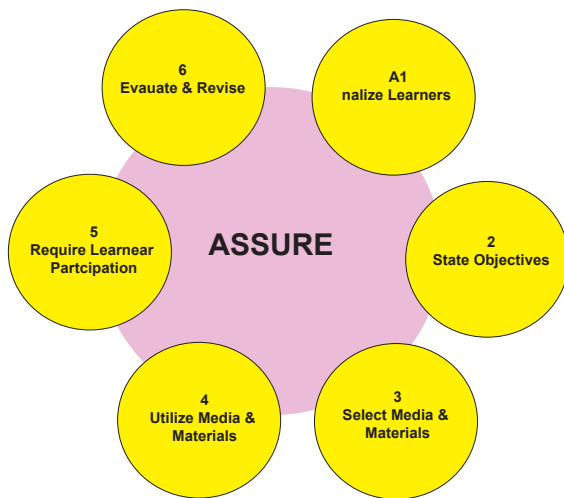 ASSURE
A1
nalize Learners
2
State Objectives
3
Select Media &
Materials
4
Utilize Media &
Materials
5
Require Learnear
Partcipation
6
Evauate & Revise